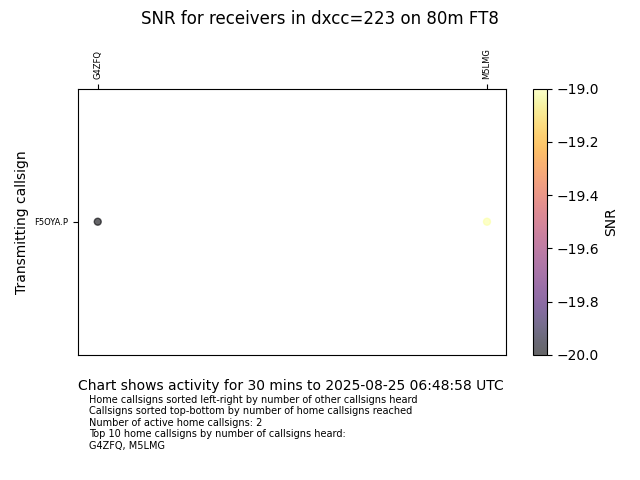 SNR for receivers in dxcc=223 on 80m FT8
G4ZFQ
M5LMG
Transmitting callsign
F5OYA.P
−19.0
−19.2
−19.4
−19.6
−19.8
−20.0
SNR
Chart shows activity for 30 mins to 2025-08-25 06:48:58 UTC
Home callsigns sorted left-right by number of other callsigns heard
Callsigns sorted top-bottom by number of home callsigns reached
Number of active home callsigns: 2
Top 10 home callsigns by number of callsigns heard:
G4ZFQ, M5LMG